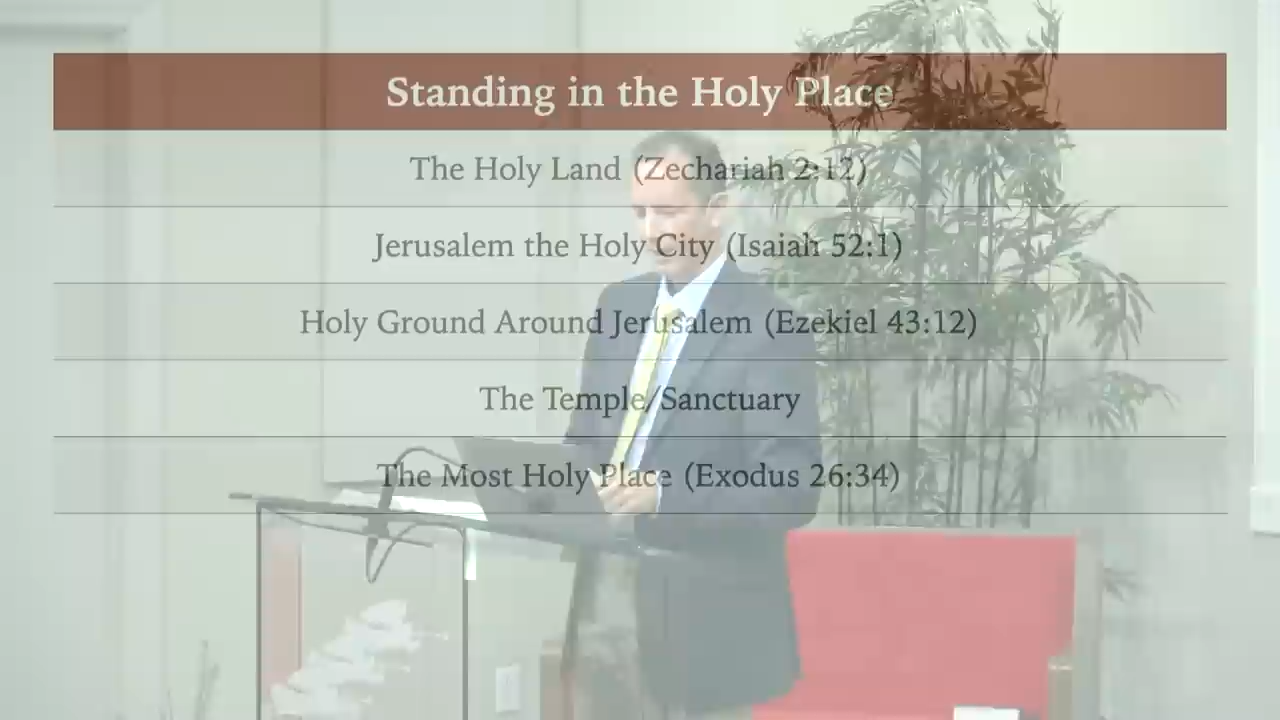 Standing in the Holy Place
The Holy Land (Zechariah 2:12)
Jerusalem the Holy City (Isaiah 52:1)
Holy Ground Around Jerusalem (Ezekiel 43:12)
The Temple/Sanctuary
The Most Holy Place (Exodus 26:34)